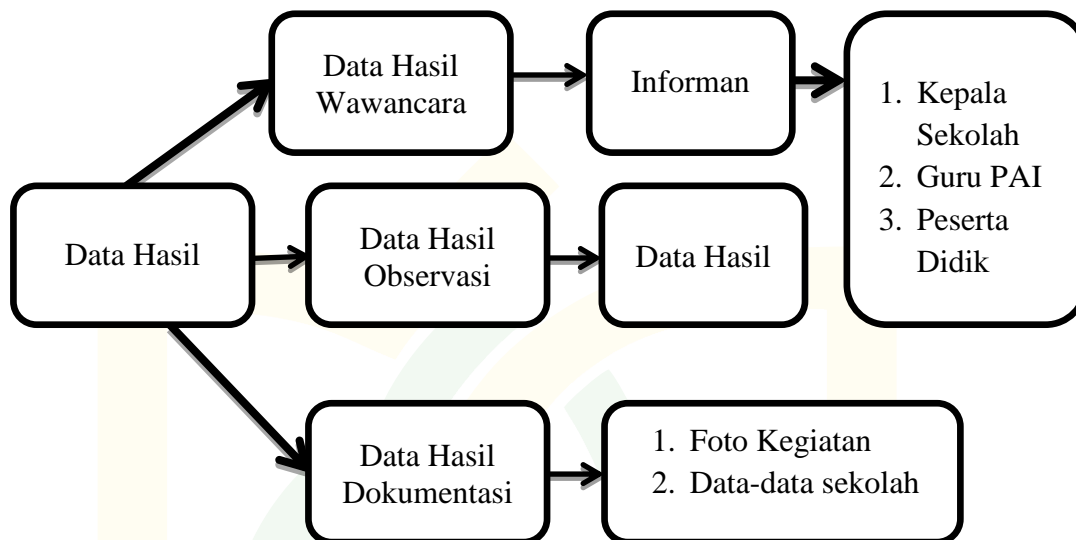 Data Hasil
Wawancara
Informan
1. Kepala
Sekolah
2. Guru PAI
3. Peserta
Didik
Data Hasil
Data Hasil
Observasi
Data Hasil
Data Hasil
Dokumentasi
1. Foto Kegiatan
2. Data-data sekolah